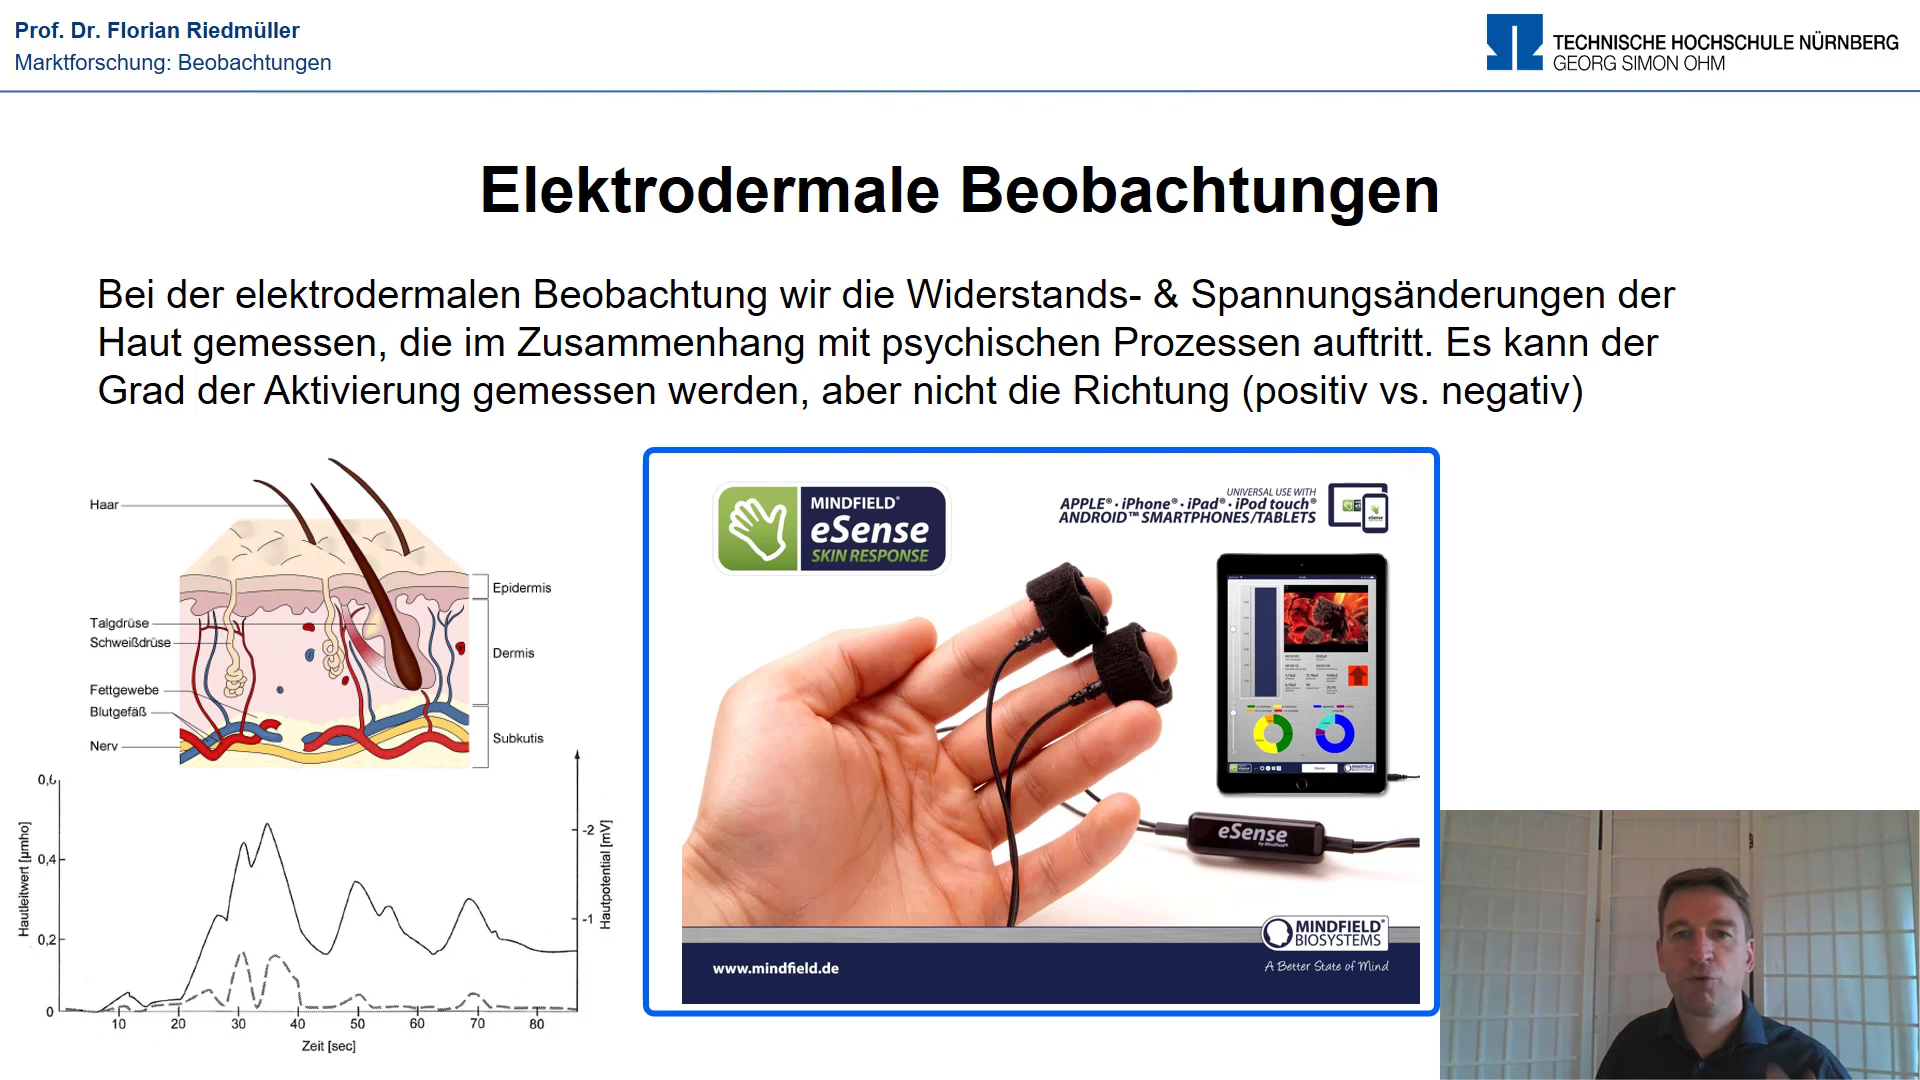 Prof. Dr. Florian Riedmüller
Marktforschung: Beobachtungen
TECHNISCHE HOCHSCHULE NÜRNBERG
GEORG SIMON OHM
Elektrodermale Beobachtungen
Bei der elektrodermalen Beobachtung wir die Widerstands- & Spannungsänderungen der
Haut gemessen, die im Zusammenhang mit psychischen Prozessen auftritt. Es kann der
Grad der Aktivierung gemessen werden, aber nicht die Richtung (positiv vs. negativ)
Haar
Talgdrüse
Schweißdrüse
Fettgewebe
Blutgefäß
Nerv
Epidermis
Dermis
Subkutis
Hautleitwert [µmho]
0,6
0,4
0,2
0
10 20 30 40 50 60 70 80
Zeit [sec]
-2
-1
Hautpotential [mV]
MINDFIELD®
eSense
SKIN RESPONSE
UNIVERSAL USE WITH
APPLE® · iPhone® · iPad® · iPod touch®
ANDROID™ SMARTPHONES/TABLETS
eSense
by Mindfield®
MINDFIELD®
BIOSYSTEMS
A Better State of Mind
www.mindfield.de